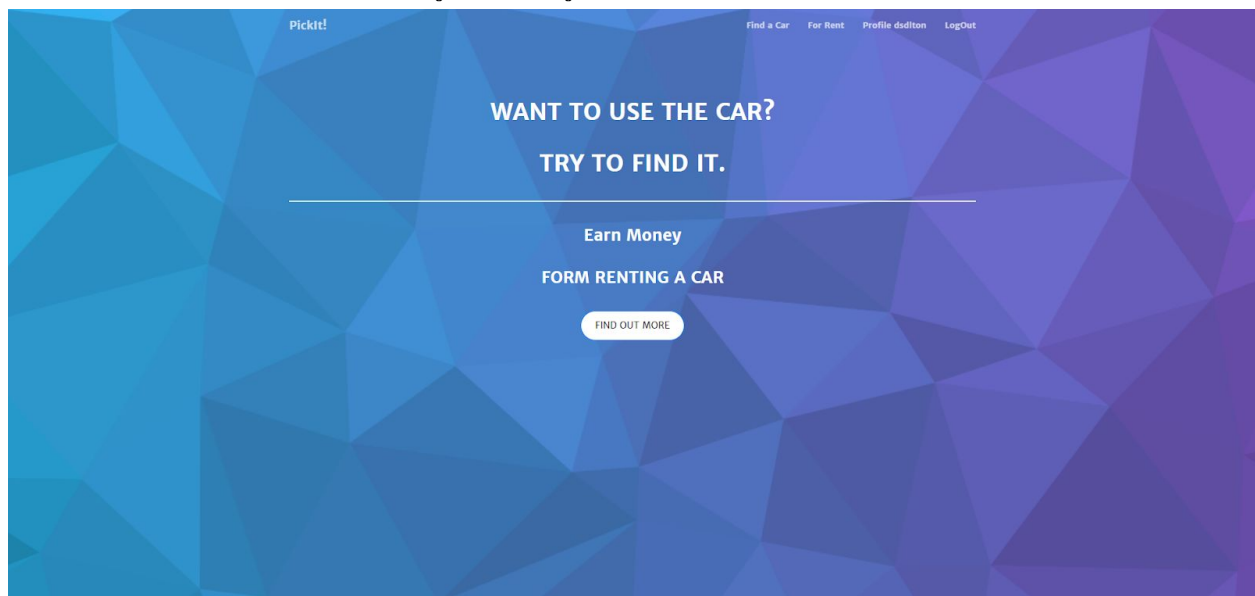 PickIt!
Find a Car For Rent Profile dsdlton LogOut
WANT TO USE THE CAR?
TRY TO FIND IT.
Earn Money
FORM RENTING A CAR
FIND OUT MORE